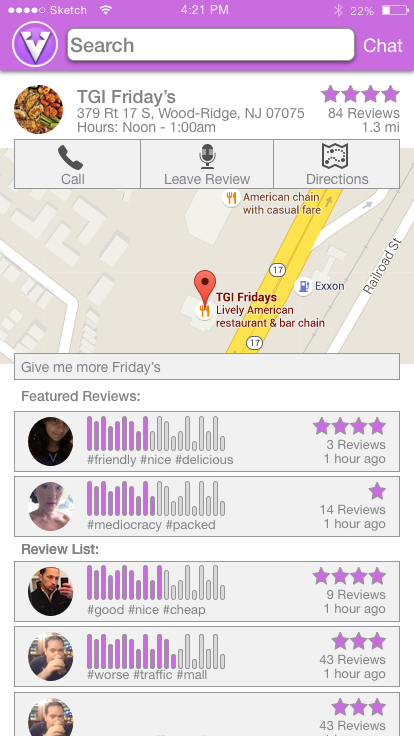 Sketch 4:21 PM 22%
V Search Chat
TGI Friday's
379 Rt 17 S, Wood-Ridge, NJ 07075
Hours: Noon - 1:00am
84 Reviews
1.3 mi
Call Leave Review Directions
American chain
with casual fare
17
Exxon
Railroad St
TGI Fridays
Lively American
restaurant & bar chain
17
Give me more Friday's
Featured Reviews:
3 Reviews
#friendly #nice #delicious 1 hour ago
14 Reviews
#mediocracy #packed 1 hour ago
Review List:
9 Reviews
#good #nice #cheap 1 hour ago
43 Reviews
#worse #traffic #mall 1 hour ago
43 Reviews